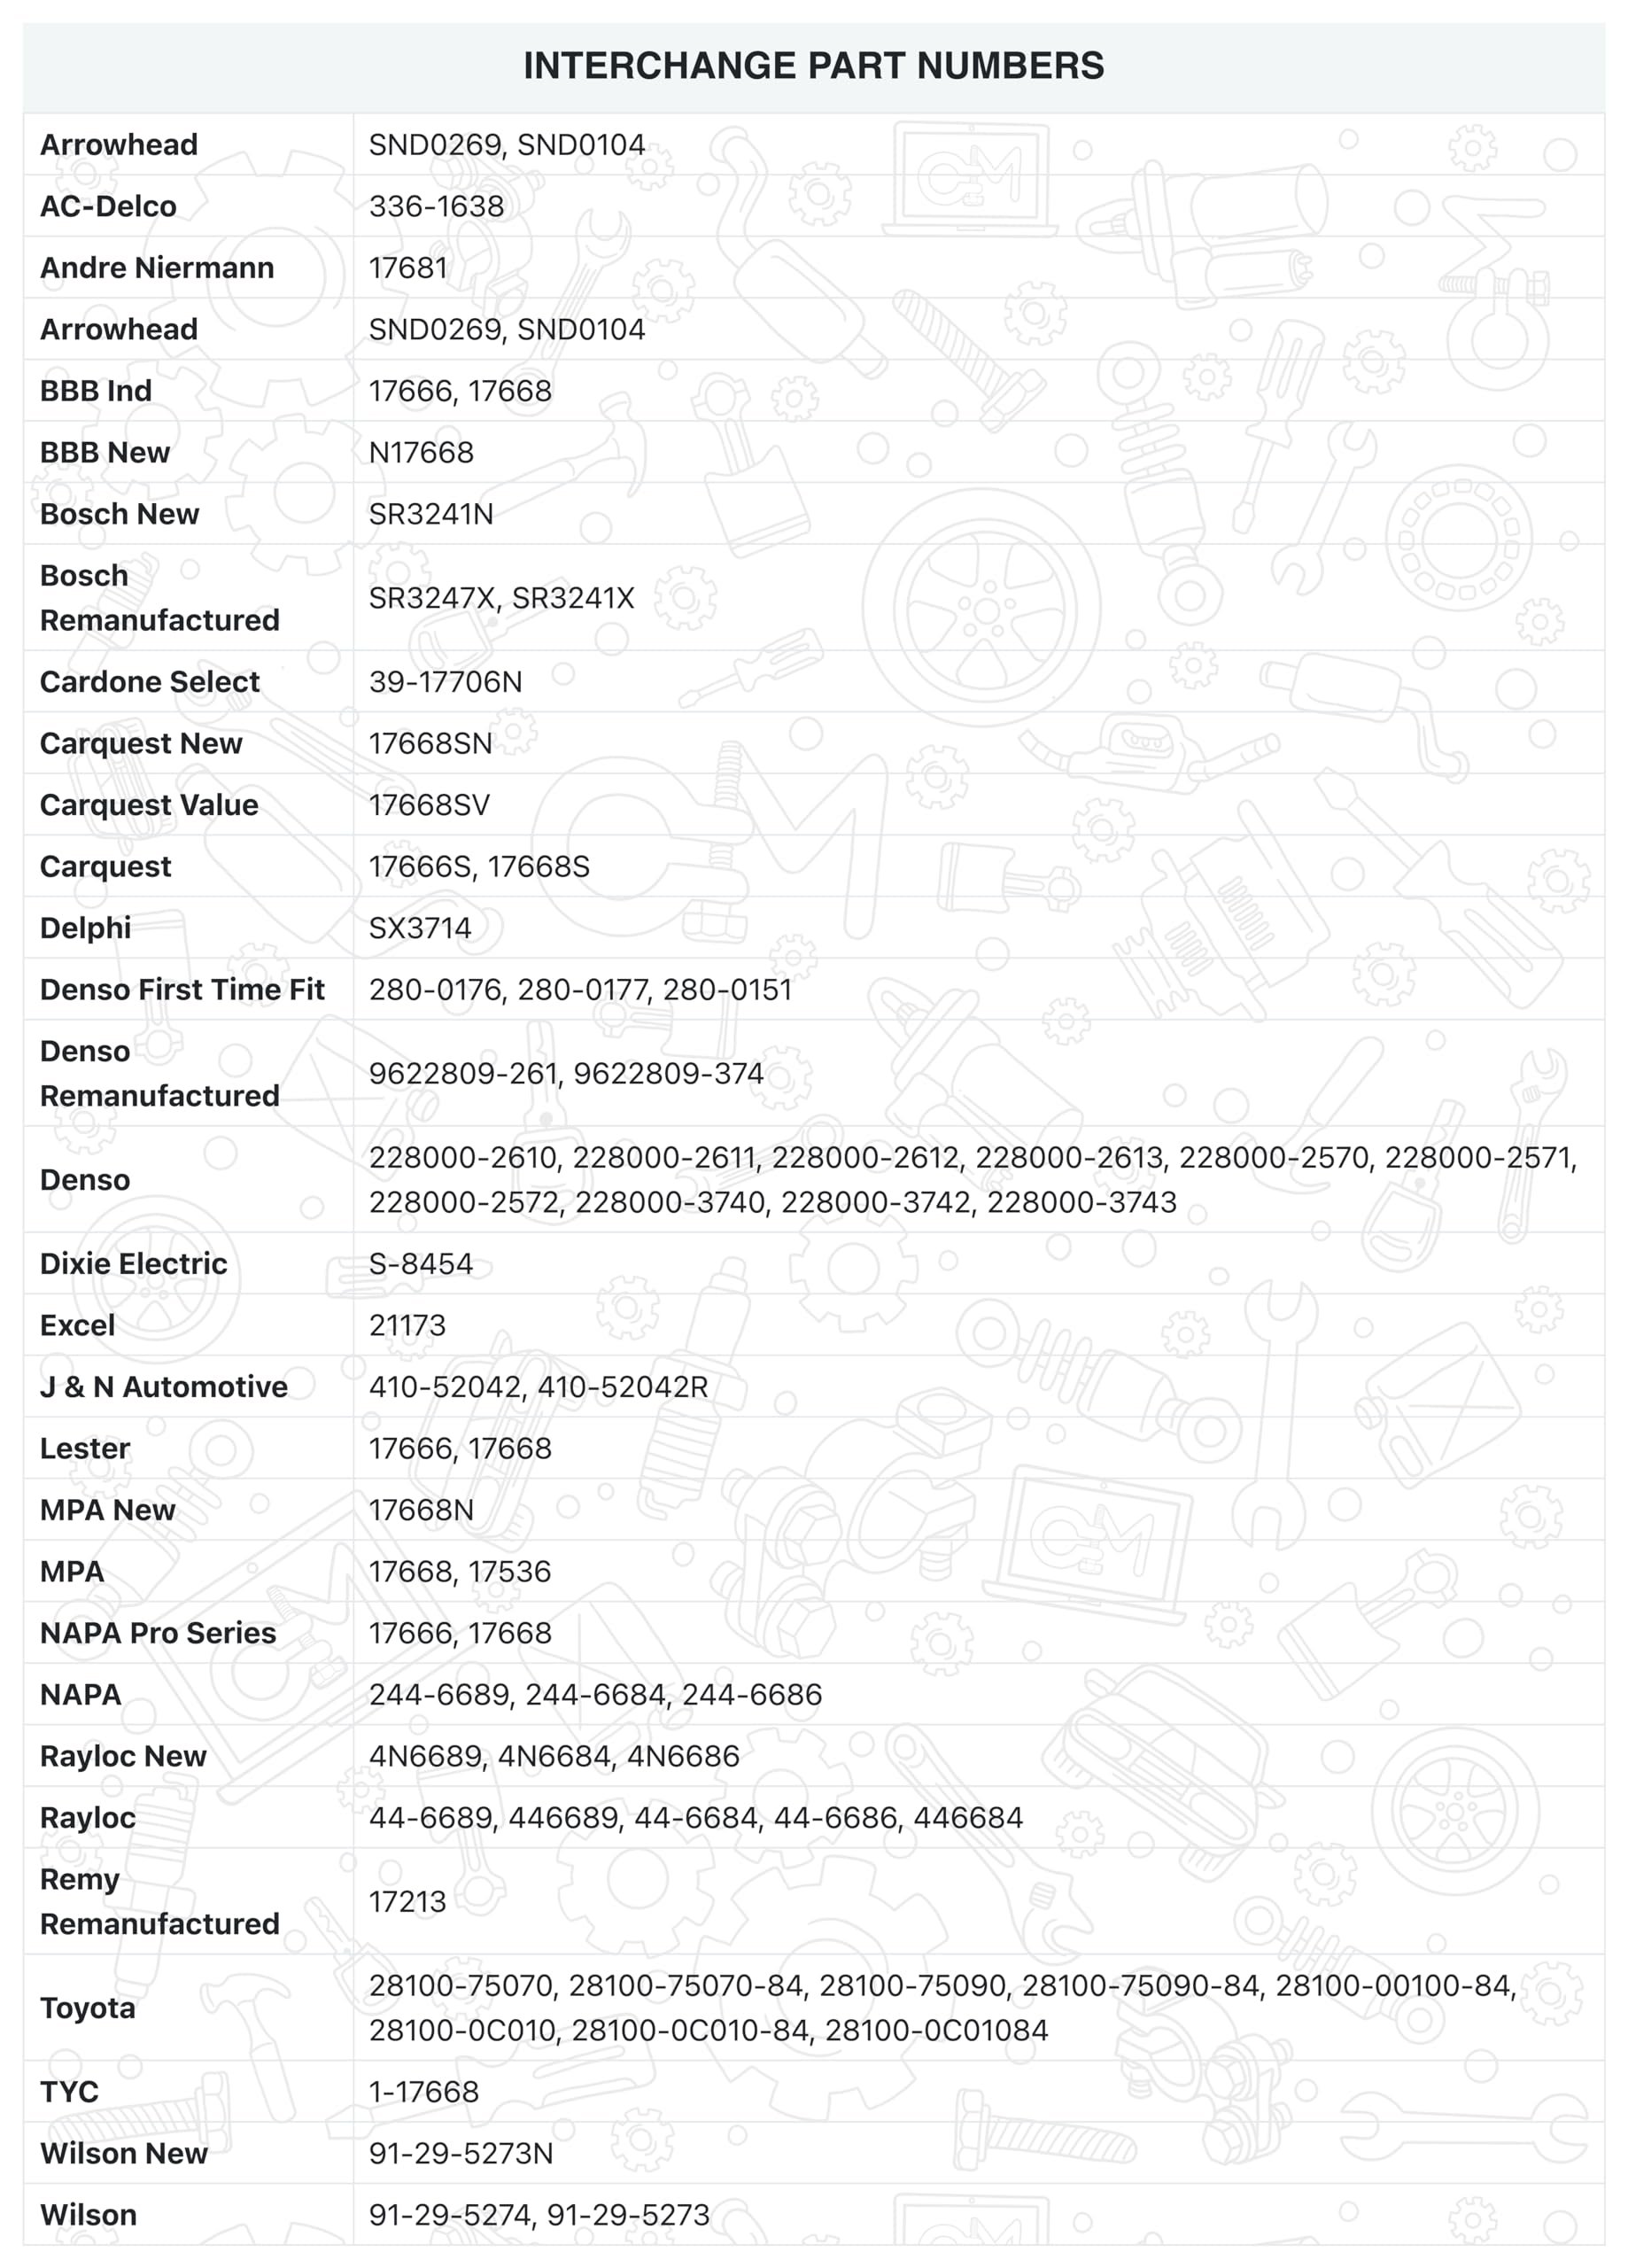 INTERCHANGE PART NUMBERS
Arrowhead SND0269, SND0104
AC-Delco 336-1638
Andre Niermann 17681
Arrowhead SND0269, SND0104
BBB Ind 17666, 17668
BBB New N17668
Bosch New SR3241N
Bosch
Remanufactured
SR3247X, SR3241X
Cardone Select 39-17706N
Carquest New 17668SN
Carquest Value 17668SV
Carquest 17666S, 17668S
Delphi SX3714
Denso First Time Fit 280-0176, 280-0177, 280-0151
Denso
Remanufactured
9622809-261, 9622809-374
Denso
228000-2610, 228000-2611, 228000-2612, 228000-2613, 228000-2570, 228000-2571,
228000-2572, 228000-3740, 228000-3742, 228000-3743
Dixie Electric S-8454
Excel 21173
J & N Automotive 410-52042, 410-52042R
Lester 17666, 17668
MPA New 17668N
MPA 17668, 17536
NAPA Pro Series 17666, 17668
NAPA 244-6689, 244-6684, 244-6686
Rayloc New 4N6689, 4N6684, 4N6686
Rayloc 44-6689, 446689, 44-6684, 44-6686, 446684
Remy
Remanufactured
17213
Toyota
28100-75070, 28100-75070-84, 28100-75090, 28100-75090-84, 28100-00100-84,
28100-0C010, 28100-0C010-84, 28100-0C01084
TYC 1-17668
Wilson New 91-29-5273N
Wilson 91-29-5274, 91-29-5273